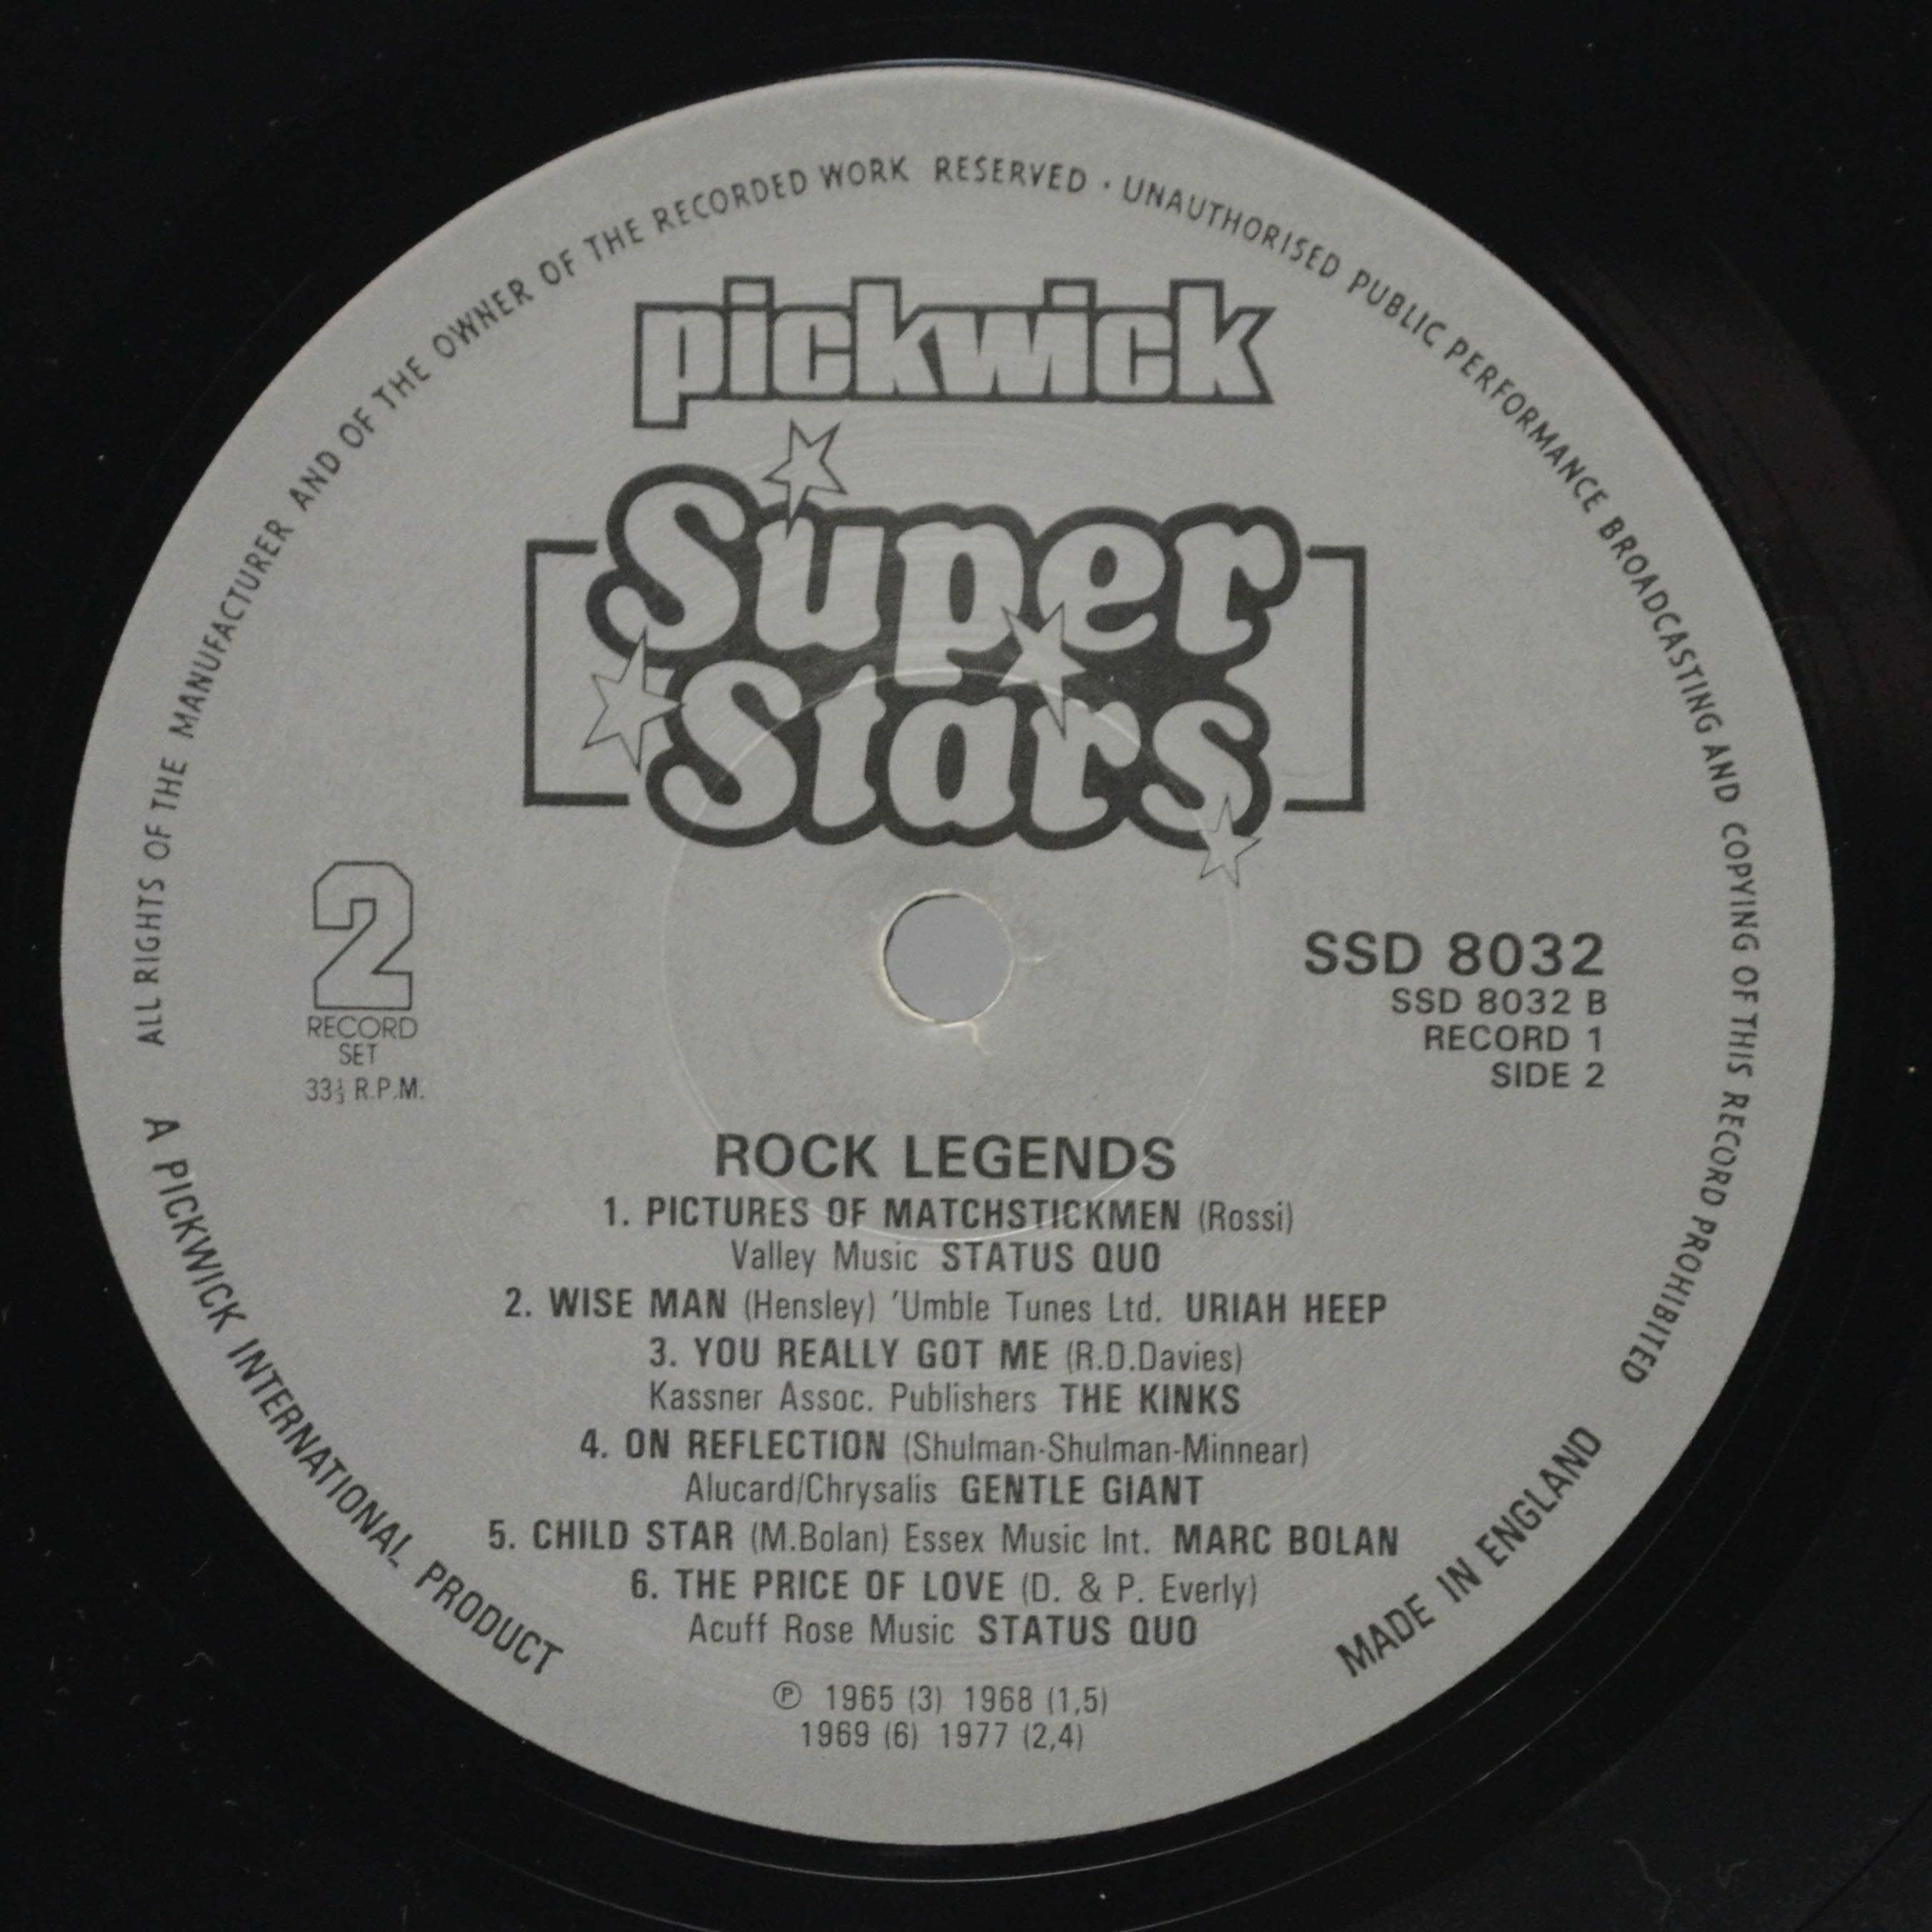 ALL RIGHTS OF THE MANUFACTURER AND OF THE OWNER OF THE RECORDED WORK RESERVED · UNAUTHORISED PUBLIC PERFORMANCE BROADCASTING AND COPYING OF THIS RECORD PROHIBITED
pickwick
Super
Stars
2
RECORD
SET
33⅓ R.P.M.
SSD 8032
SSD 8032 B
RECORD 1
SIDE 2
ROCK LEGENDS
1. PICTURES OF MATCHSTICKMEN (Rossi)
Valley Music STATUS QUO
2. WISE MAN (Hensley) 'Umble Tunes Ltd. URIAH HEEP
3. YOU REALLY GOT ME (R.D.Davies)
Kassner Assoc. Publishers THE KINKS
4. ON REFLECTION (Shulman-Shulman-Minnear)
Alucard/Chrysalis GENTLE GIANT
5. CHILD STAR (M.Bolan) Essex Music Int. MARC BOLAN
6. THE PRICE OF LOVE (D. & P. Everly)
Acuff Rose Music STATUS QUO
℗ 1965 (3) 1968 (1,5)
1969 (6) 1977 (2,4)
A PICKWICK INTERNATIONAL PRODUCT
MADE IN ENGLAND